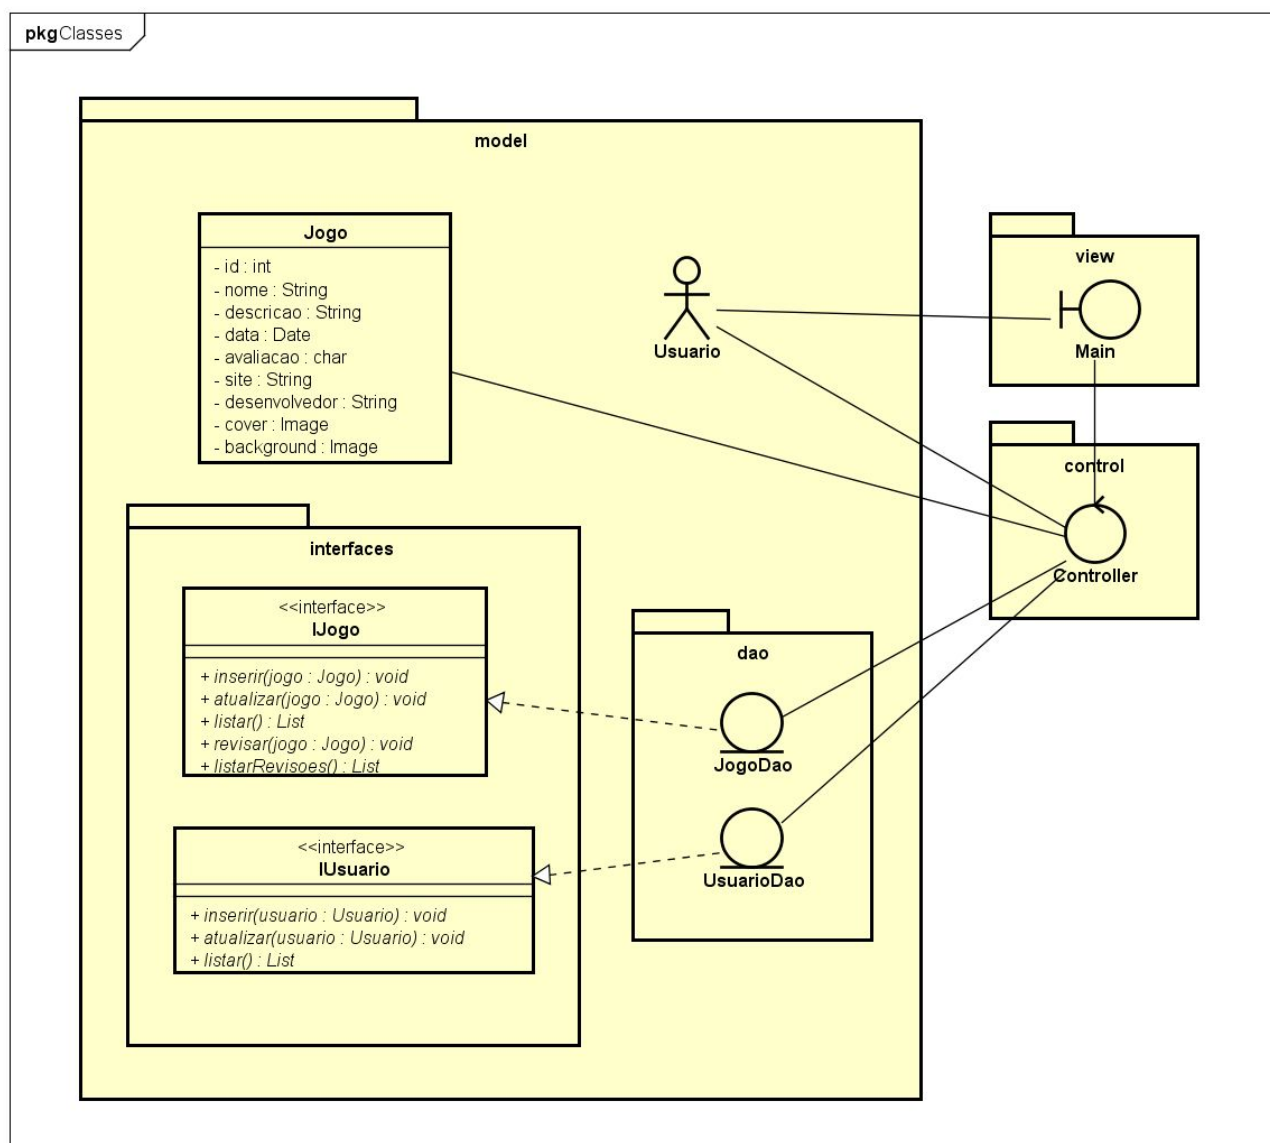 pkgClasses
model
Jogo
- id : int
- nome : String
- descricao : String
- data : Date
- avaliacao : char
- site : String
- desenvolvedor : String
- cover : Image
- background : Image
Usuario
view
Main
control
Controller
interfaces
<<interface>>
IJogo
+ inserir(jogo : Jogo) : void
+ atualizar(jogo : Jogo) : void
+ listar() : List
+ revisar(jogo : Jogo) : void
+ listarRevisoes() : List
<<interface>>
IUsuario
+ inserir(usuario : Usuario) : void
+ atualizar(usuario : Usuario) : void
+ listar() : List
dao
JogoDao
UsuarioDao